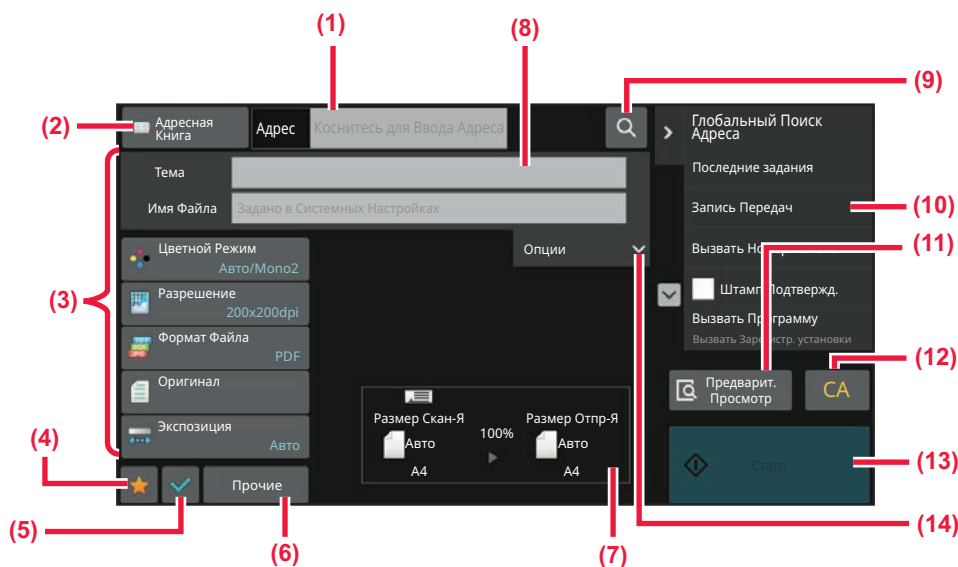 (1)
(8)
(9)
(2)
Адресная
Книга
Адрес
Коснитесь для Ввода Адреса
Глобальный Поиск
Адреса
Тема
Последние задания
Имя Файла
Задано в Системных Настройках
Запись Передач
(10)
Опции
Вызвать
(11)
Цветной Режим
Авто/Mono2
(3)
Разрешение
200x200dpi
Штамп Подтвержд.
Вызвать Программу
Вызвать Зарегистр. установки
Формат Файла
PDF
(12)
Оригинал
Предварит.
Просмотр
CA
Размер Скан-Я
100%
Размер Отпр-Я
Экспозиция
Авто
Авто
Авто
A4
A4
(4)
Прочие
Старт
(13)
(5)
(6)
(7)
(14)